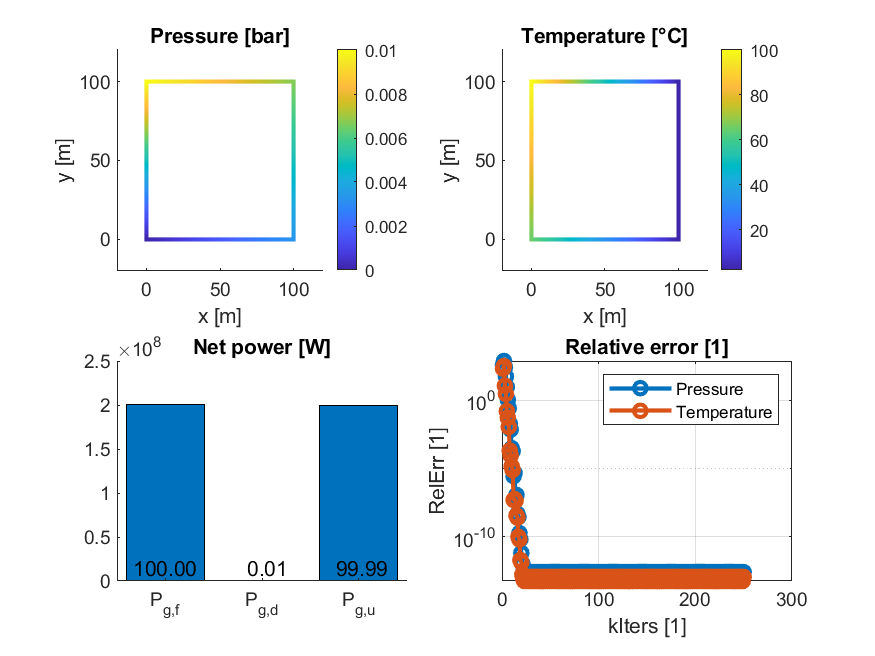 Pressure [bar]
100
50
0
y [m]
0 50 100
x [m]
0.01
0.008
0.006
0.004
0.002
0
Temperature [°C]
100
50
0
y [m]
0 50 100
x [m]
100
80
60
40
20
Net power [W]
×10^8
2.5
2
1.5
1
0.5
0
100.00 0.01 99.99
P_g,f P_g,d P_g,u
Relative error [1]
10^0
10^-10
RelErr [1]
Pressure
Temperature
0 100 200 300
kIters [1]